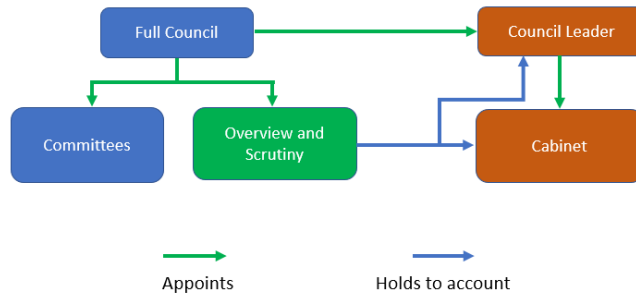 Full Council
Council Leader
Committees
Overview and
Scrutiny
Cabinet
Appoints
Holds to account